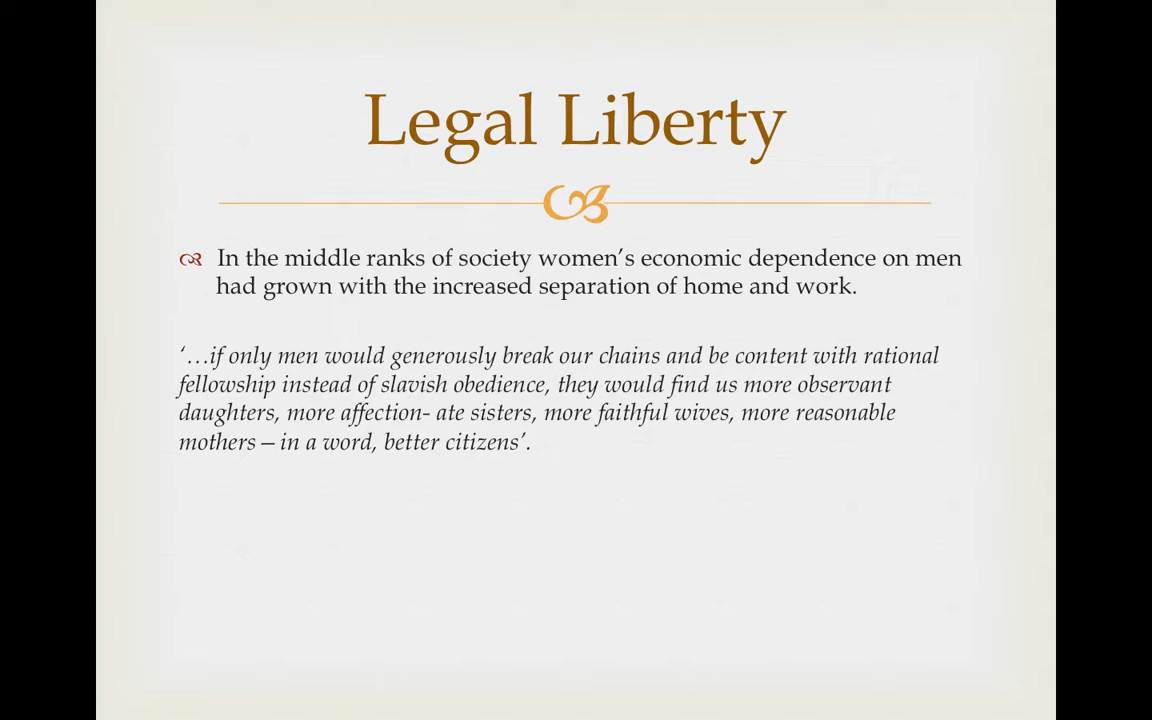 Legal Liberty
In the middle ranks of society women’s economic dependence on men
had grown with the increased separation of home and work.
‘…if only men would generously break our chains and be content with rational
fellowship instead of slavish obedience, they would find us more observant
daughters, more affection- ate sisters, more faithful wives, more reasonable
mothers – in a word, better citizens’.